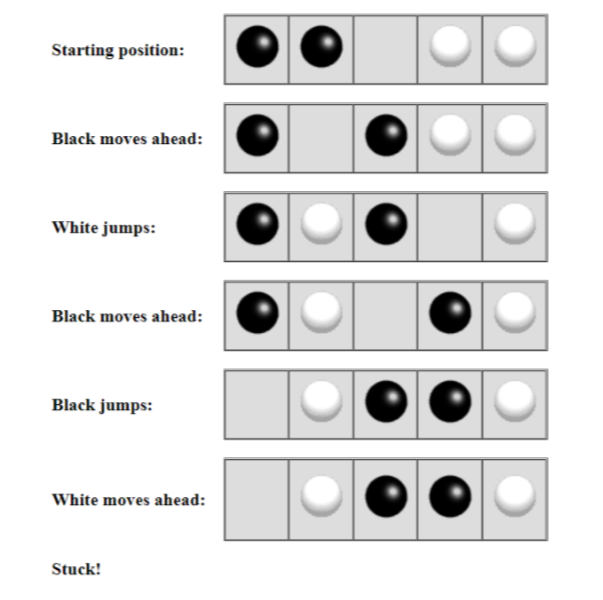 Starting position:
Black moves ahead:
White jumps:
Black moves ahead:
Black jumps:
White moves ahead:
Stuck!